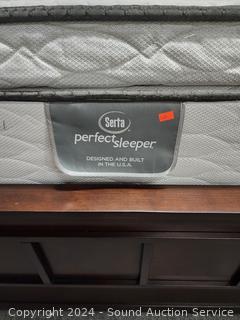 Serta
perfect sleeper
DESIGNED AND BUILT
IN THE U.S.A.
Copyright 2024 - Sound Auction Service